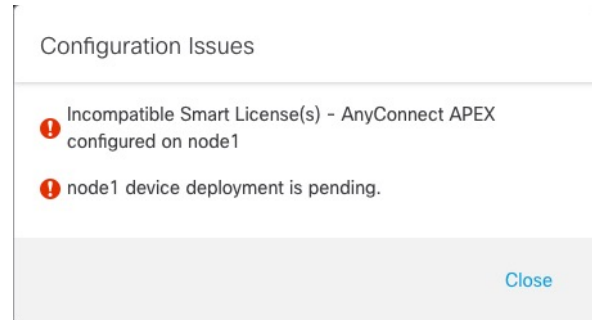 Configuration Issues
Incompatible Smart License(s) - AnyConnect APEX
configured on node1
node1 device deployment is pending.
Close